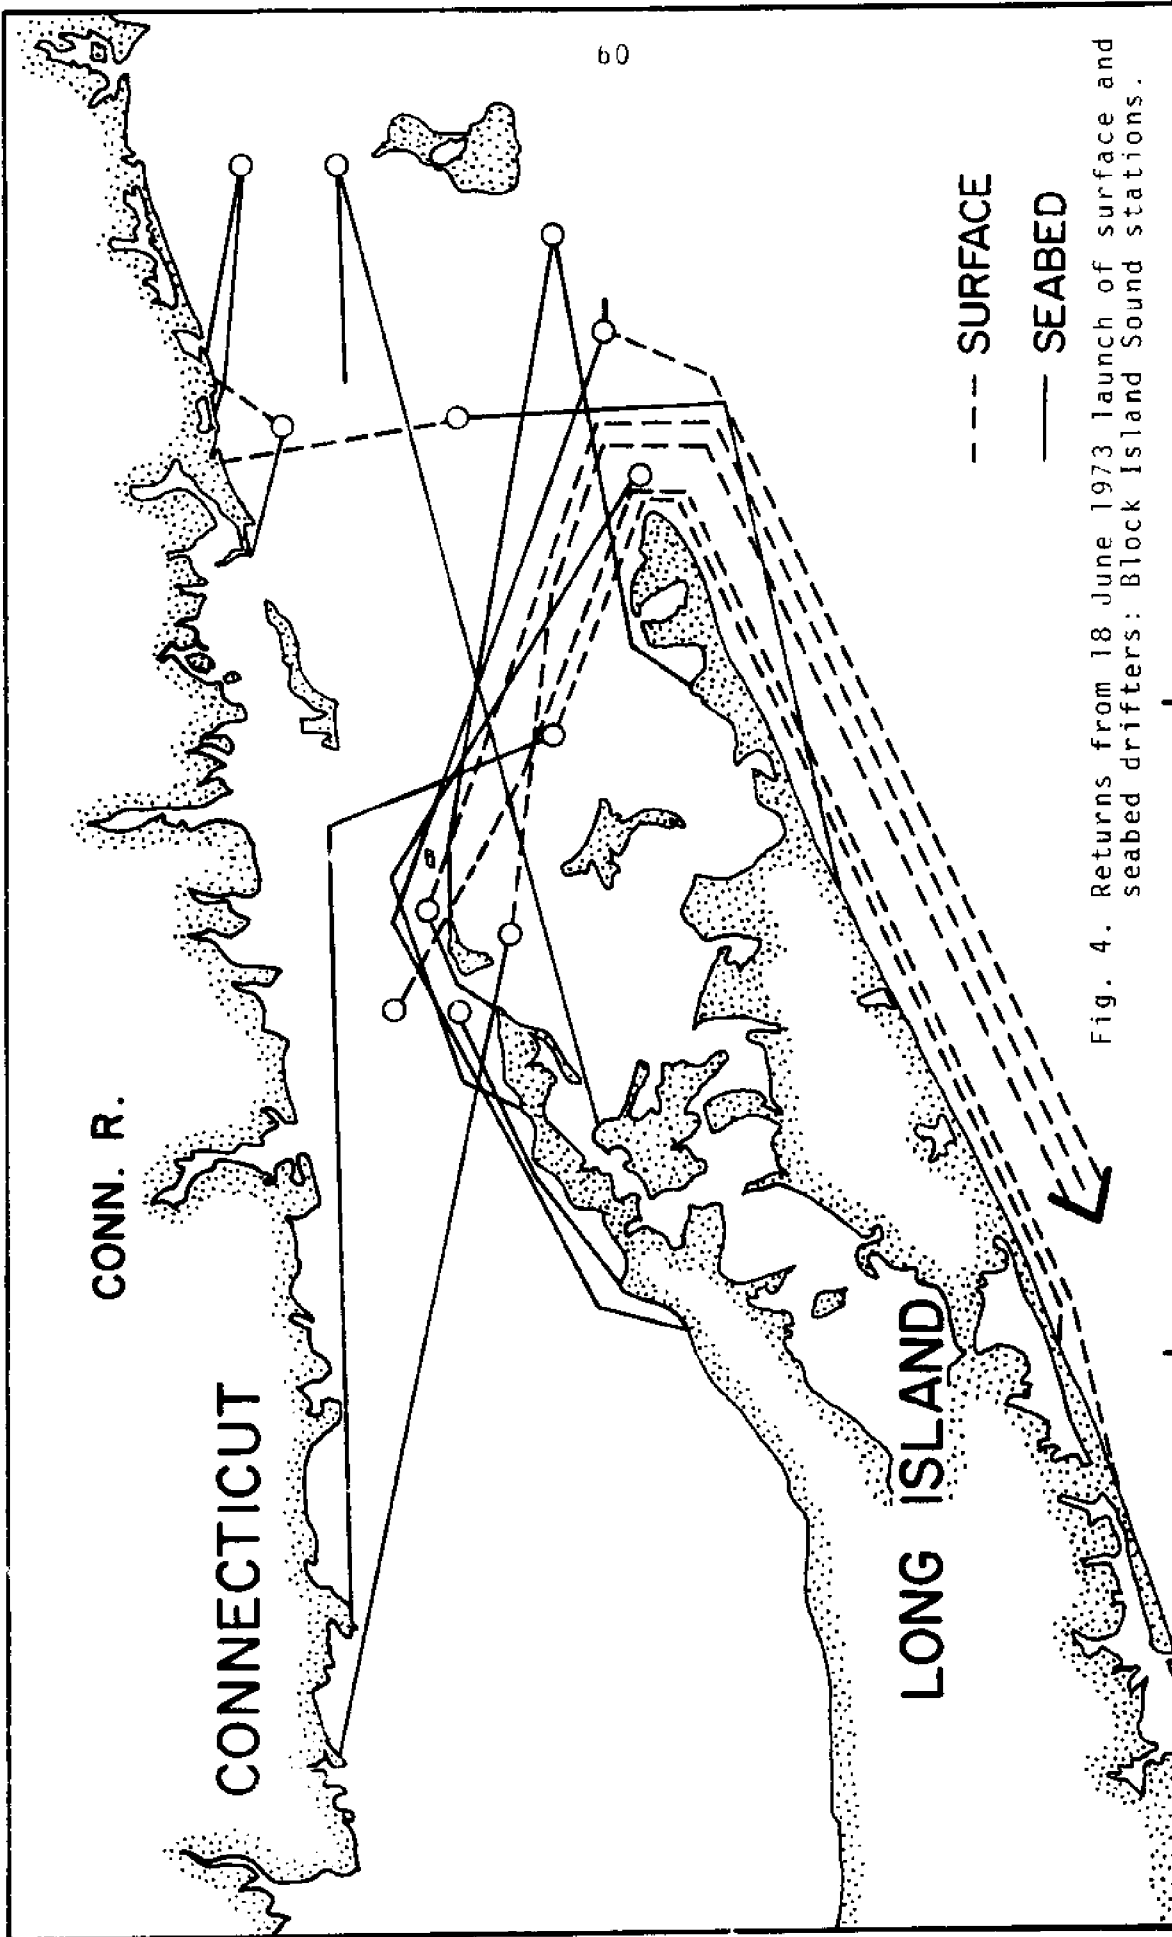 60
CONN. R.
CONNECTICUT
LONG ISLAND
SURFACE
SEABED
Fig. 4. Returns from 18 June 1973 launch of surface and
seabed drifters: Block Island Sound stations.